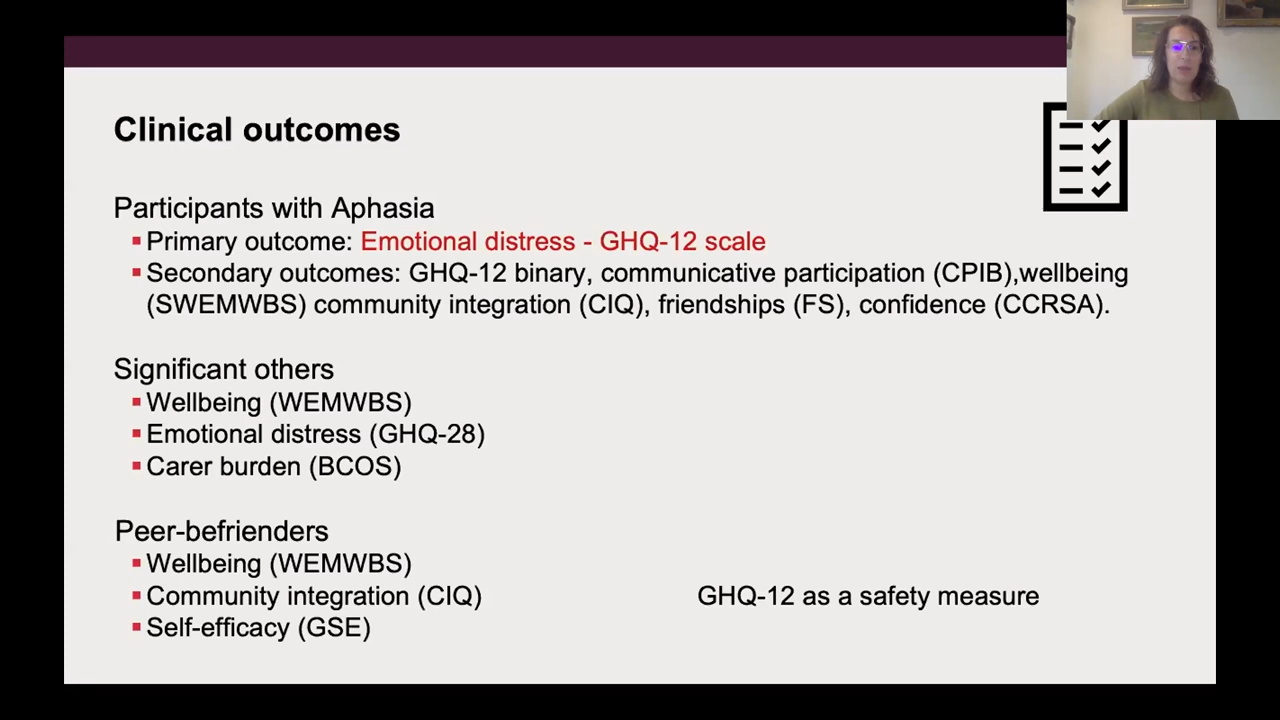 Clinical outcomes
Participants with Aphasia
Primary outcome: Emotional distress - GHQ-12 scale
Secondary outcomes: GHQ-12 binary, communicative participation (CPIB),wellbeing
(SWEMWBS) community integration (CIQ), friendships (FS), confidence (CCRSA).
Significant others
Wellbeing (WEMWBS)
Emotional distress (GHQ-28)
Carer burden (BCOS)
Peer-befrienders
Wellbeing (WEMWBS)
Community integration (CIQ)
GHQ-12 as a safety measure
Self-efficacy (GSE)